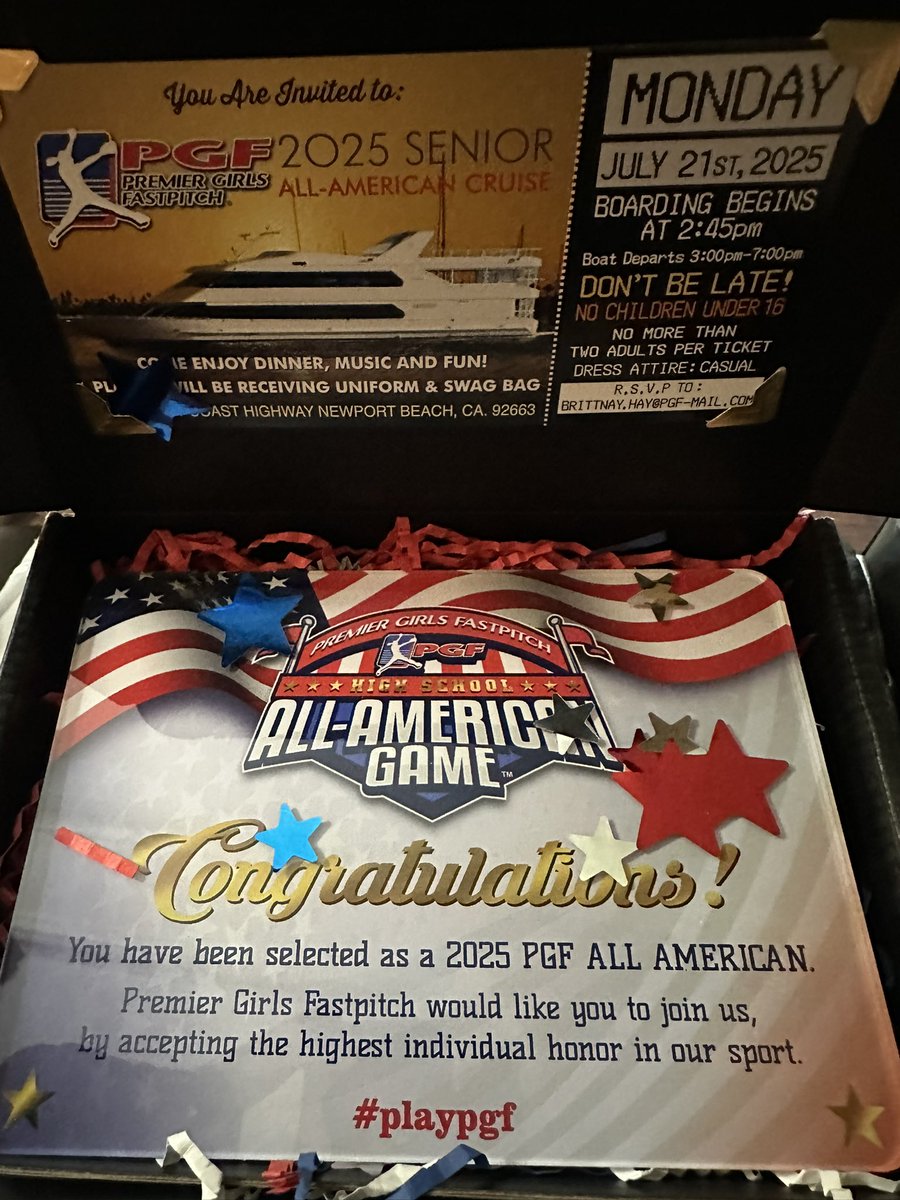 You Are Invited to:
PGF
PREMIER GIRLS
FASTPITCH
2025 SENIOR
ALL-AMERICAN CRUISE
ENJOY DINNER, MUSIC AND FUN!
WILL BE RECEIVING UNIFORM & SWAG BAG
HIGHWAY NEWPORT BEACH, CA. 92663
MONDAY
JULY 21ST, 2025
BOARDING BEGINS
AT 2:45pm
Boat Departs 3:00pm-7:00pm
DON'T BE LATE!
NO CHILDREN UNDER 16
NO MORE THAN
TWO ADULTS PER TICKET
DRESS ATTIRE: CASUAL
R.S.V.P TO:
BRITTNAY.HAY@PGF-MAIL.COM
PREMIER GIRLS FASTPITCH
PGF
HIGH SCHOOL
ALL-AMERICAN
GAME™
Congratulations!
You have been selected as a 2025 PGF ALL AMERICAN.
Premier Girls Fastpitch would like you to join us,
by accepting the highest individual honor in our sport.
#playpgf